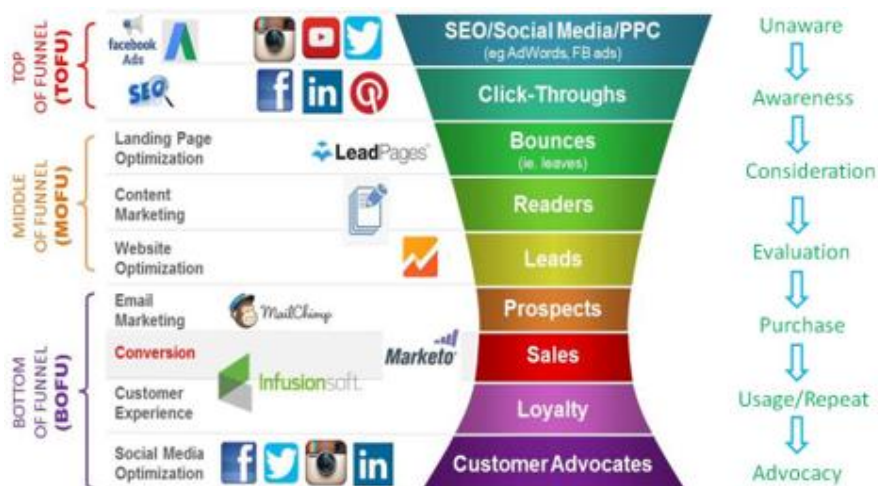 TOP
OF FUNNEL
(TOFU)
facebook
Ads
SEO
SEO/Social Media/PPC
(eg AdWords, FB ads)
Click-Throughs
MIDDLE
OF FUNNEL
(MOFU)
Landing Page
Optimization
LeadPages®
Bounces
(ie. leaves)
Content
Marketing
Readers
Website
Optimization
Leads
BOTTOM
OF FUNNEL
(BOFU)
Email
Marketing
MailChimp
Prospects
Conversion
Marketo
Sales
Infusionsoft.
Customer
Experience
Loyalty
Social Media
Optimization
in
Customer Advocates
Unaware
Awareness
Consideration
Evaluation
Purchase
Usage/Repeat
Advocacy